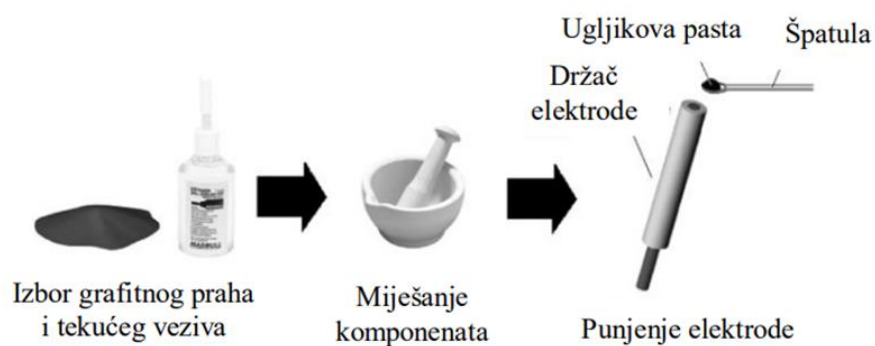 Ugljikova pasta
Špatula
Držač
elektrode
Izbor grafitnog praha
i tekućeg veziva
Miješanje
komponenata
Punjenje elektrode